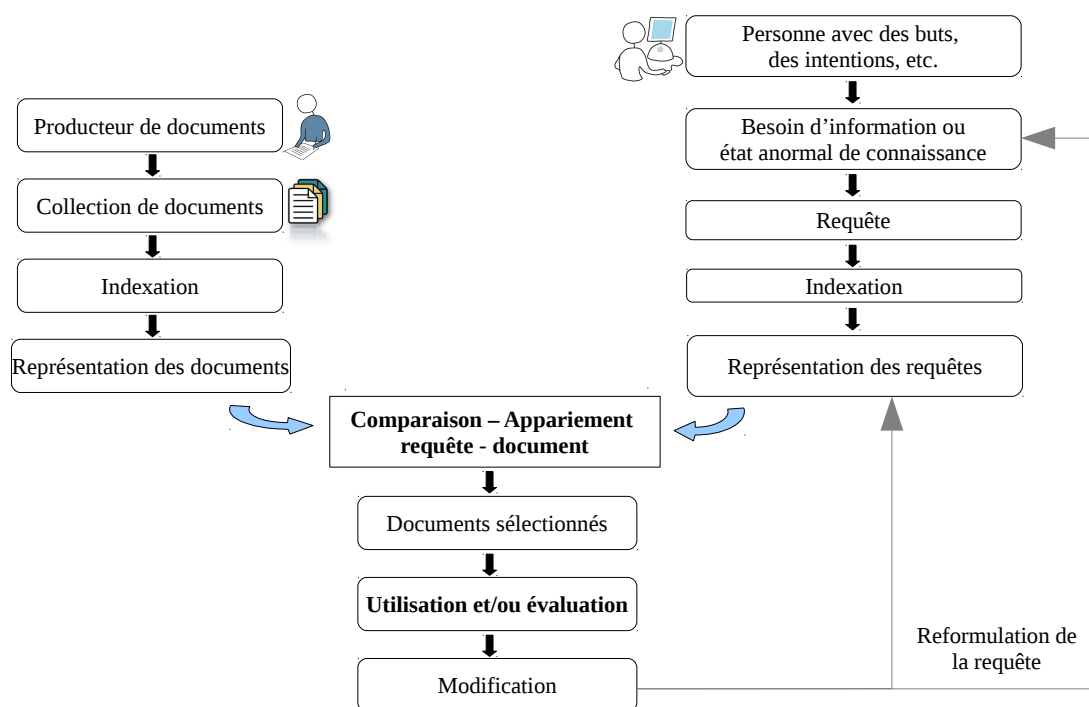 Personne avec des buts,
des intentions, etc.
Producteur de documents
Besoin d’information ou
état anormal de connaissance
Collection de documents
Requête
Indexation
Indexation
Représentation des documents
Représentation des requêtes
Comparaison – Appariement
requête - document
Documents sélectionnés
Utilisation et/ou évaluation
Modification
Reformulation de
la requête